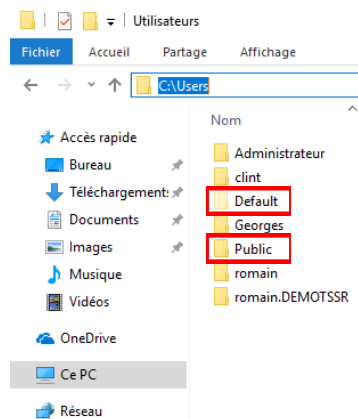 Utilisateurs
Fichier Accueil Partage Affichage
C:\Users
Nom
Accès rapide
Bureau
Téléchargements
Documents
Images
Musique
Vidéos
OneDrive
Ce PC
Réseau
Administrateur
clint
Default
Georges
Public
romain
romain.DEMOTSSR